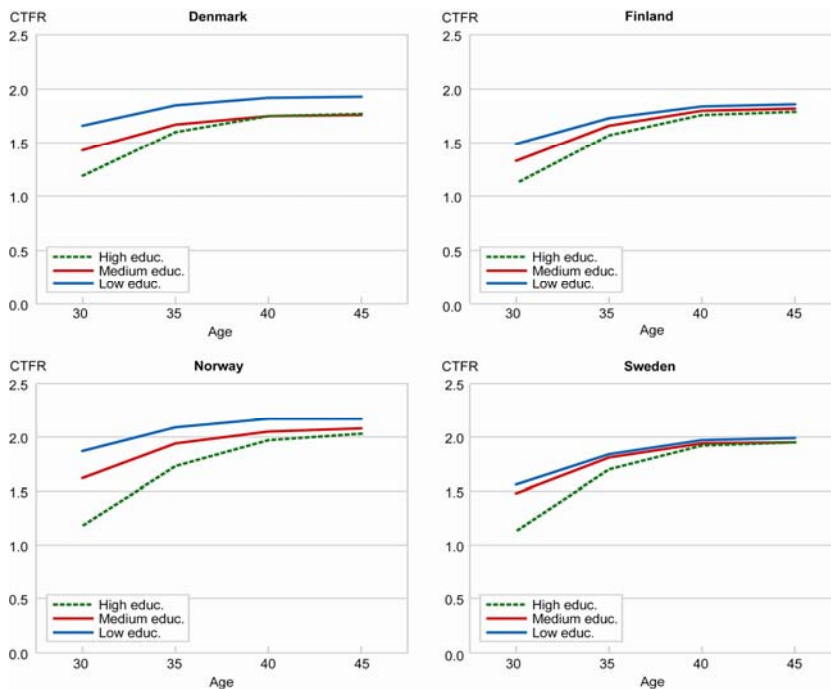 CTFR Denmark
2.5
2.0
1.5
1.0
0.5
0.0
High educ.
Medium educ.
Low educ.
30 35 40 45
Age
CTFR Finland
2.5
2.0
1.5
1.0
0.5
0.0
High educ.
Medium educ.
Low educ.
30 35 40 45
Age
CTFR Norway
2.5
2.0
1.5
1.0
0.5
0.0
High educ.
Medium educ.
Low educ.
30 35 40 45
Age
CTFR Sweden
2.5
2.0
1.5
1.0
0.5
0.0
High educ.
Medium educ.
Low educ.
30 35 40 45
Age